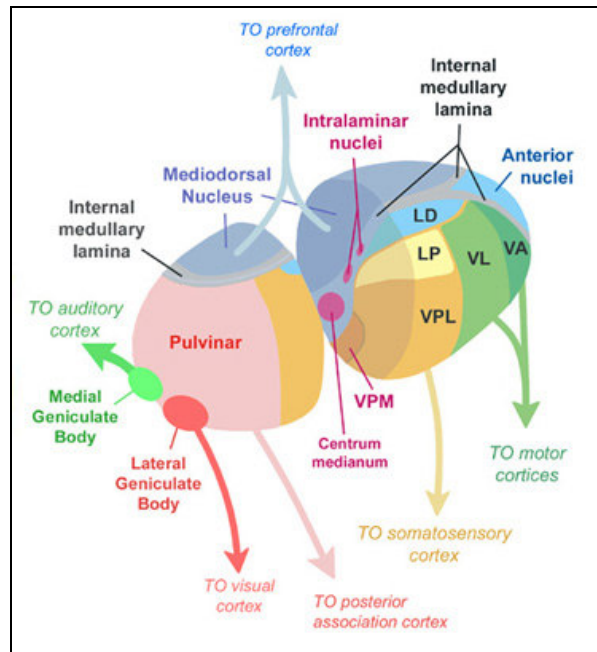 TO prefrontal
cortex
Internal
medullary
lamina
Intralaminar
nuclei
Mediodorsal
Nucleus
Anterior
nuclei
Internal
medullary
lamina
LD
LP
VL
VA
TO auditory
cortex
Pulvinar
VPL
Medial
Geniculate
Body
VPM
Lateral
Geniculate
Body
Centrum
medianum
TO motor
cortices
TO somatosensory
cortex
TO visual
cortex
TO posterior
association cortex